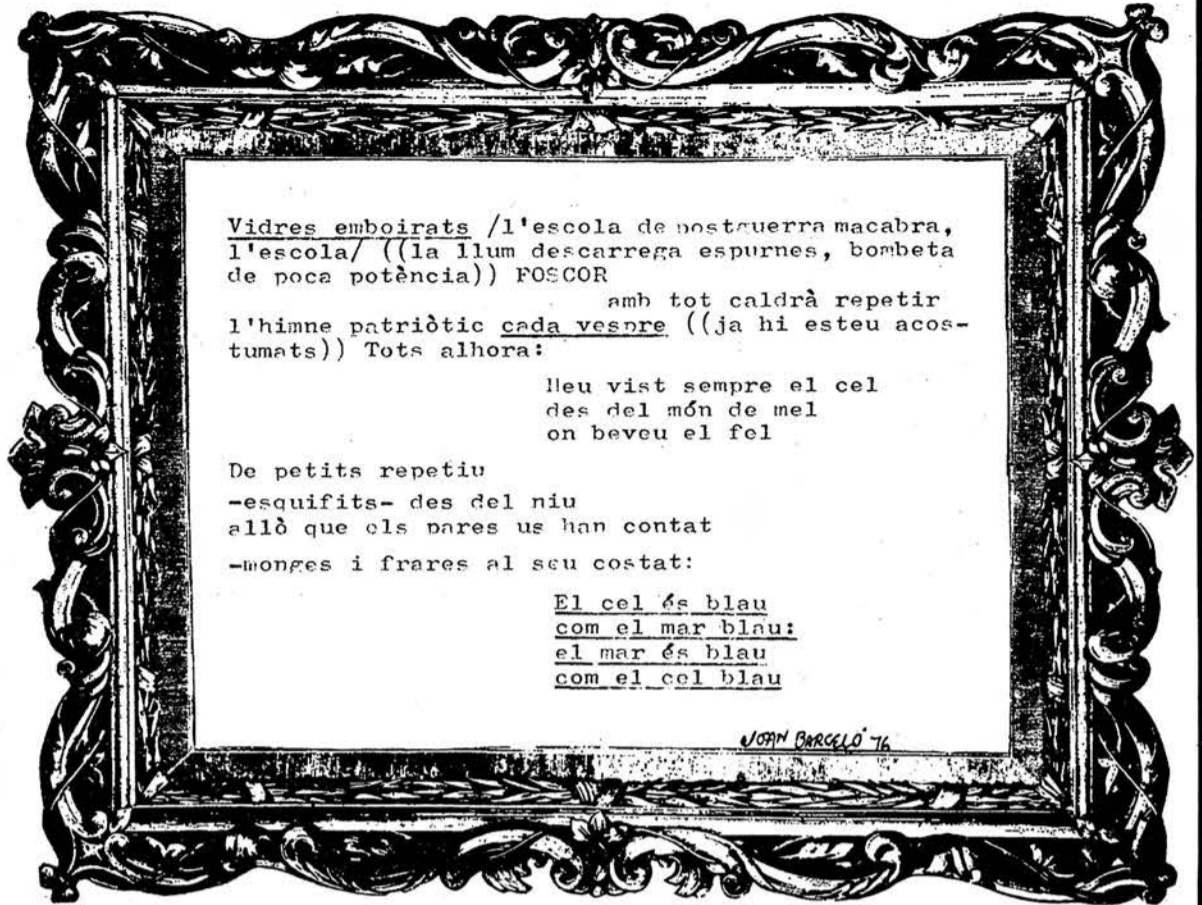 Vidres emboirats /l'escola de postguerra macabra,
l'escola/ ((la llum descarrega espurnes, bombeta
de poca potència)) FOSCOR
amb tot caldrà repetir
l'himne patriòtic cada vespre ((ja hi esteu acos-
tumats)) Tots alhora:
Heu vist sempre el cel
des del món de mel
on beveu el fel
De petits repetiu
-esquifits- des del niu
allò que els pares us han contat
-monges i frares al seu costat:
El cel és blau
com el mar blau:
el mar és blau
com el cel blau
JOAN BARCELÓ 76